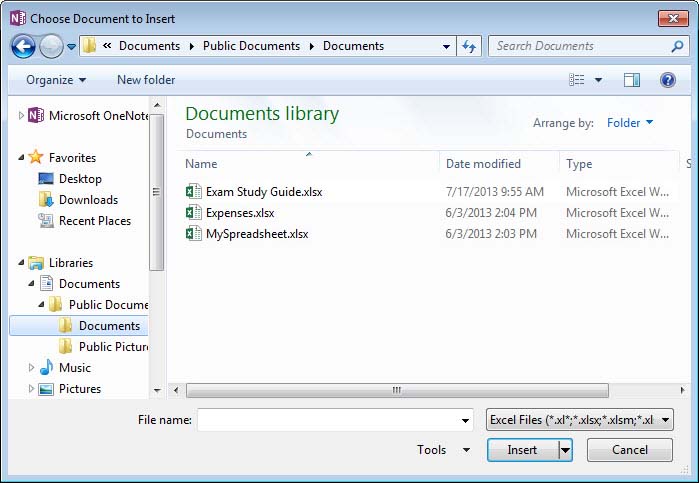 Choose Document to Insert
« Documents Public Documents Documents Search Documents
Organize New folder
Microsoft OneNote
Favorites
Desktop
Downloads
Recent Places
Libraries
Documents
Public Docume
Documents
Public Pictur
Music
Pictures
Documents library
Documents
Arrange by: Folder
Name Date modified Type S
Exam Study Guide.xlsx 7/17/2013 9:55 AM Microsoft Excel W...
Expenses.xlsx 6/3/2013 2:04 PM Microsoft Excel W...
MySpreadsheet.xlsx 6/3/2013 2:03 PM Microsoft Excel W...
File name: Excel Files (*.xl*;*.xlsx;*.xlsm;*.xl
Tools Insert Cancel